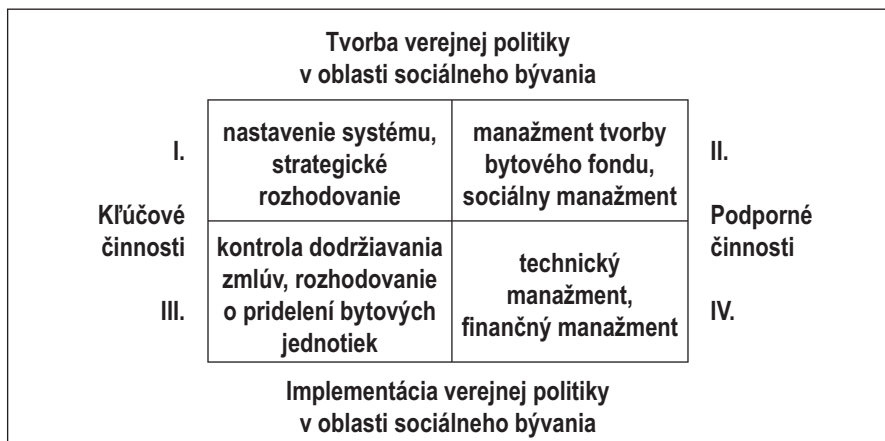 Tvorba verejnej politiky
v oblasti sociálneho bývania
I.
nastavenie systému,
strategické
rozhodovanie
manažment tvorby
bytového fondu,
sociálny manažment
II.
Kľúčové
činnosti
Podporné
činnosti
III.
kontrola dodržiavania
zmlúv, rozhodovanie
o pridelení bytových
jednotiek
technický
manažment,
finančný manažment
IV.
Implementácia verejnej politiky
v oblasti sociálneho bývania